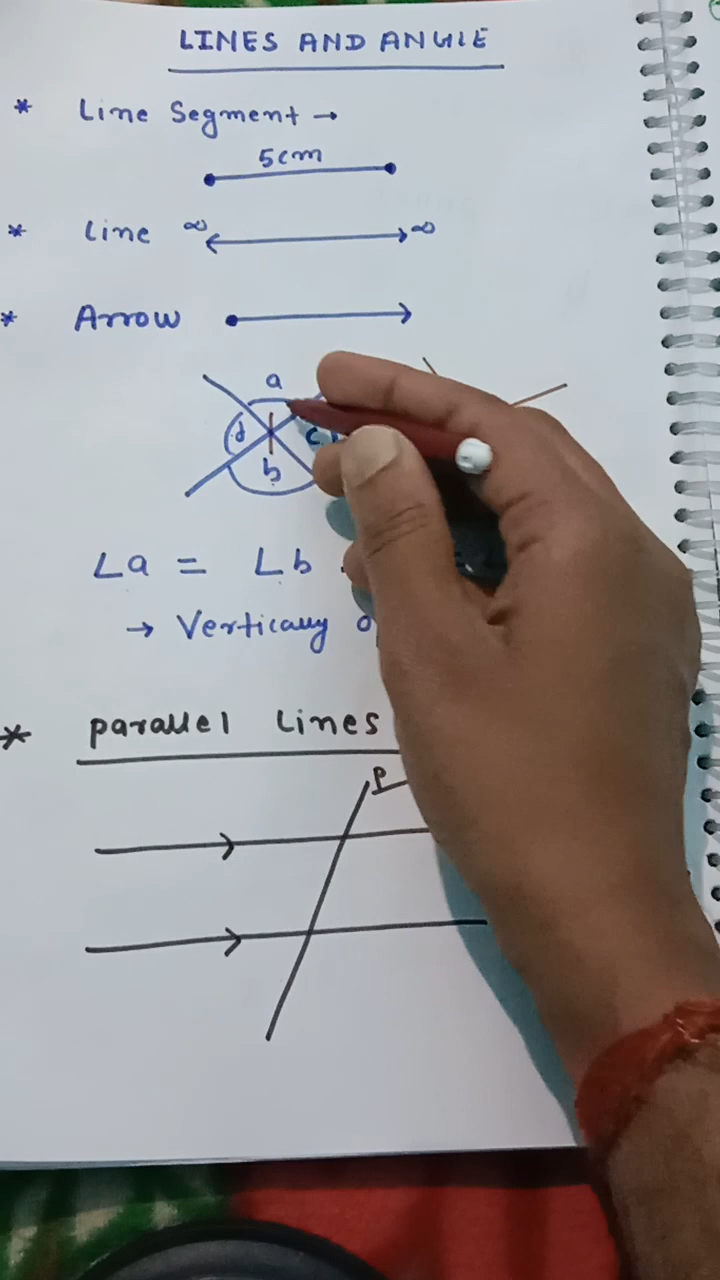 LINES AND ANGLE
* Line Segment →
5cm
* Line ∞ ∞
* Arrow
a
d c
b
∠a = ∠b
→ Vertically
* parallel lines
P